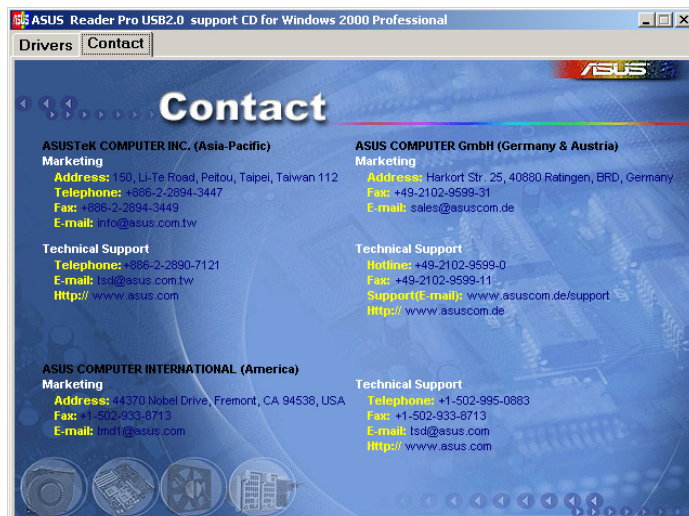 ASUS Reader Pro USB2.0 support CD for Windows 2000 Professional
Drivers
Contact
ASUS
Contact
ASUSTeK COMPUTER INC. (Asia-Pacific)
Marketing
Address: 150, Li-Te Road, Peitou, Taipei, Taiwan 112
Telephone: +886-2-2894-3447
Fax: +886-2-2894-3449
E-mail: info@asus.com.tw
Technical Support
Telephone: +886-2-2890-7121
E-mail: tsd@asus.com.tw
Http:// www.asus.com
ASUS COMPUTER GmbH (Germany & Austria)
Marketing
Address: Harkort Str. 25, 40880 Ratingen, BRD, Germany
Fax: +49-2102-9599-31
E-mail: sales@asuscom.de
Technical Support
Hotline: +49-2102-9599-0
Fax: +49-2102-9599-11
Support(E-mail): www.asuscom.de/support
Http:// www.asuscom.de
ASUS COMPUTER INTERNATIONAL (America)
Marketing
Address: 44370 Nobel Drive, Fremont, CA 94538, USA
Fax: +1-502-933-8713
E-mail: tmd1@asus.com
Technical Support
Telephone: +1-502-995-0883
Fax: +1-502-933-8713
E-mail: tsd@asus.com
Http:// www.asus.com